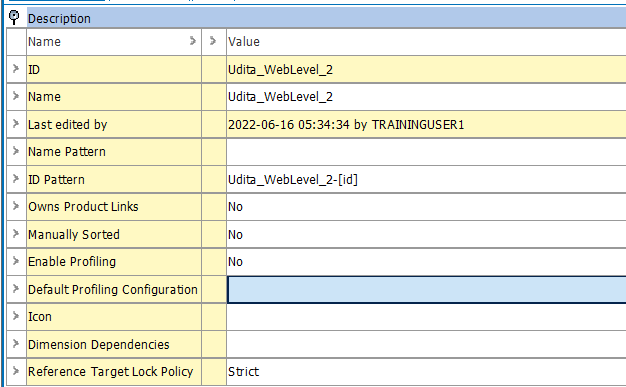 Description
Name Value
ID Udita_WebLevel_2
Name Udita_WebLevel_2
Last edited by 2022-06-16 05:34:34 by TRAININGUSER1
Name Pattern
ID Pattern Udita_WebLevel_2-[id]
Owns Product Links No
Manually Sorted No
Enable Profiling No
Default Profiling Configuration
Icon
Dimension Dependencies
Reference Target Lock Policy Strict